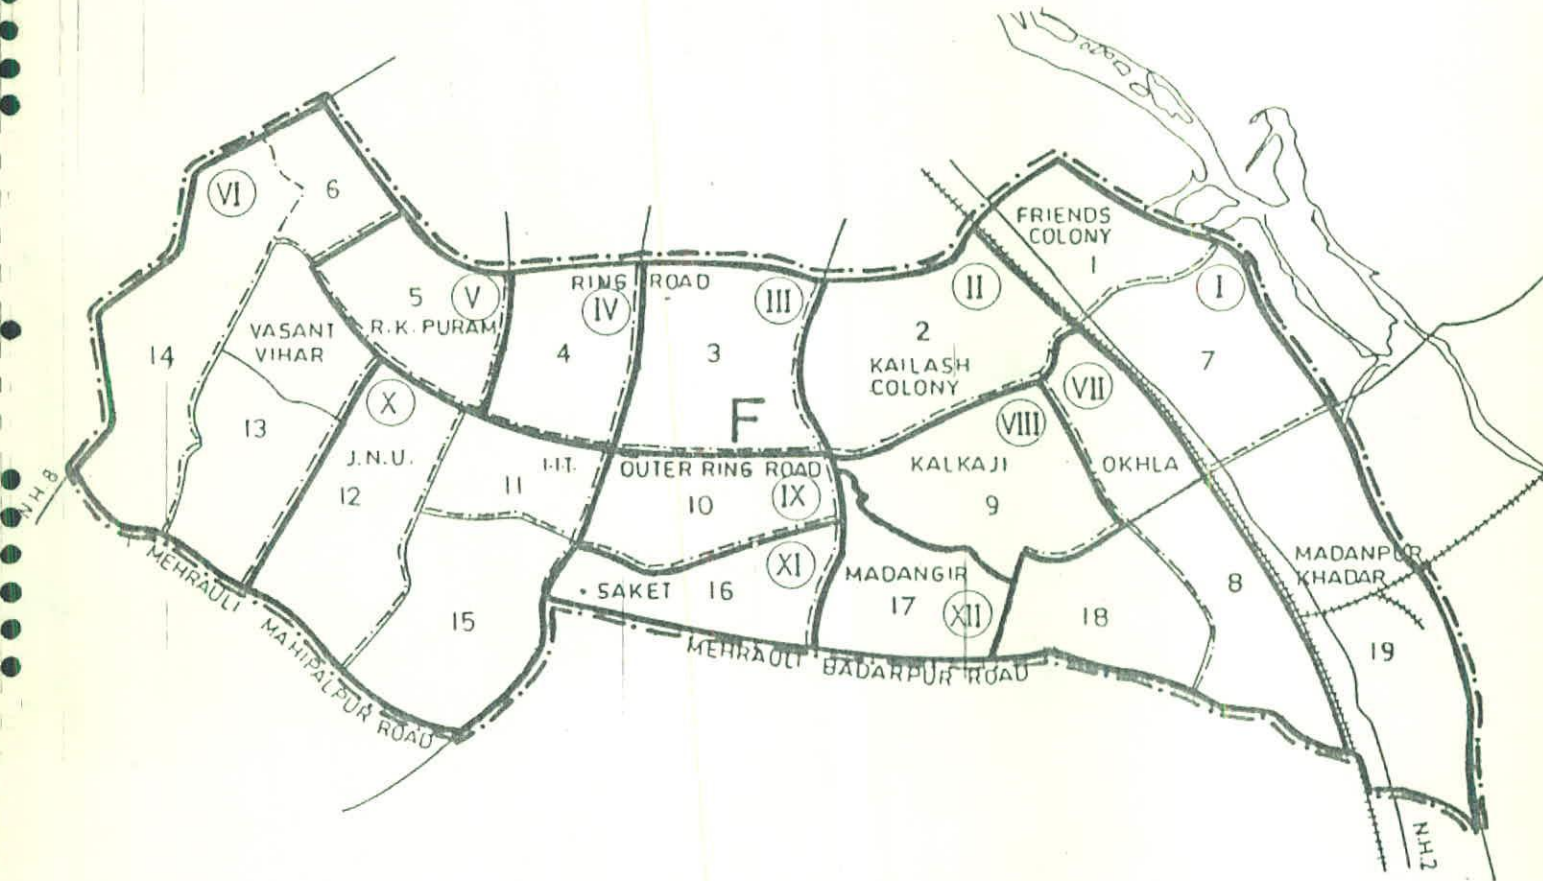 VI
6
FRIENDS
COLONY
1
I
5
V
R.K. PURAM
RING ROAD
IV
III
II
2
KAILASH
COLONY
VASANT
VIHAR
14
4
3
7
VII
X
F
VIII
13
J.N.U.
12
I.I.T.
11
OUTER RING ROAD
10
IX
KALKAJI
9
OKHLA
N.H.8
MEHRAULI MAHIPALPUR ROAD
15
SAKET 16
XI
MADANGIR
17
XII
18
8
MADANPUR
KHADAR
19
MEHRAULI BADARPUR ROAD
N.H.2